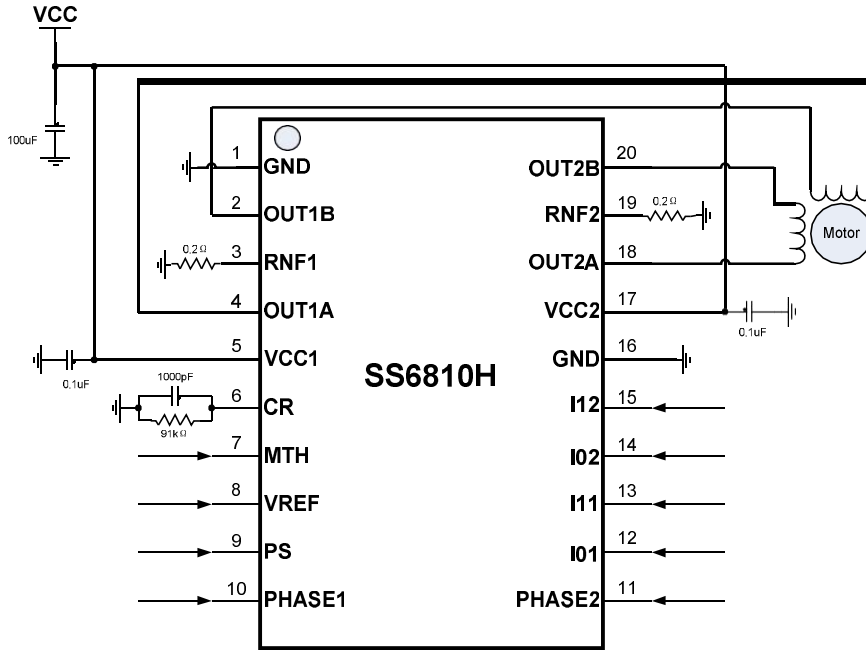 VCC
100uF
1
GND
2
OUT1B
0.2Ω
3
RNF1
4
OUT1A
5
VCC1
0.1uF
1000pF
6
CR
91kΩ
7
MTH
8
VREF
9
PS
10
PHASE1
SS6810H
20
OUT2B
19
RNF2
0.2Ω
18
OUT2A
Motor
17
VCC2
0.1uF
16
GND
15
I12
14
I02
13
I11
12
I01
11
PHASE2